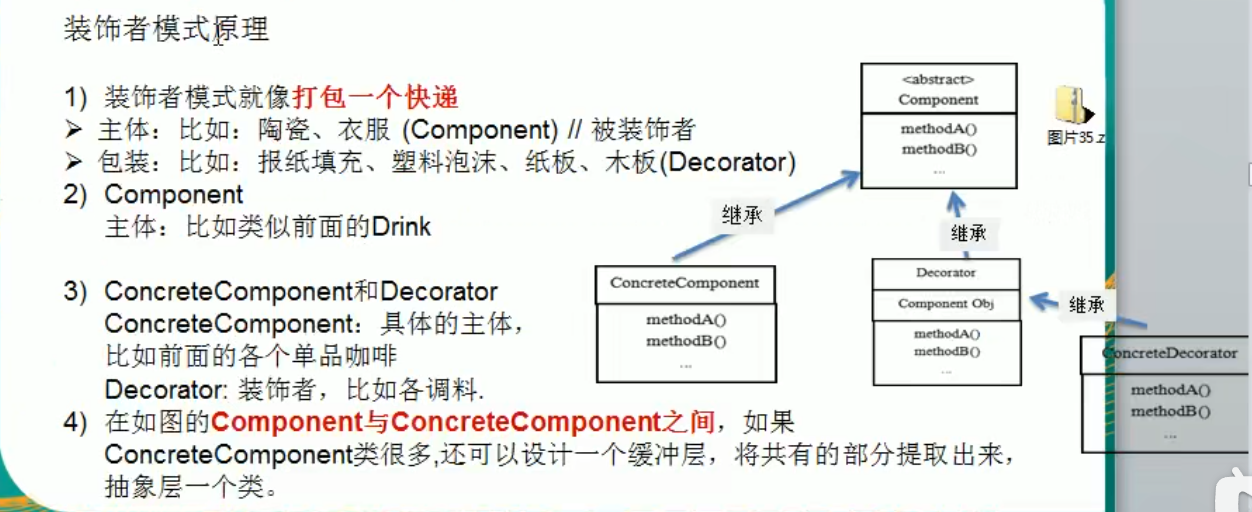 装饰者模式原理
1) 装饰者模式就像打包一个快递
➢ 主体：比如：陶瓷、衣服 (Component) // 被装饰者
➢ 包装：比如：报纸填充、塑料泡沫、纸板、木板(Decorator)
2) Component
主体：比如类似前面的Drink
3) ConcreteComponent和Decorator
ConcreteComponent：具体的主体，
比如前面的各个单品咖啡
Decorator: 装饰者，比如各调料.
4) 在如图的Component与ConcreteComponent之间，如果
ConcreteComponent类很多,还可以设计一个缓冲层，将共有的部分提取出来，
抽象层一个类。
<abstract>
Component
methodA()
methodB()
...
图片35.z
继承
继承
继承
ConcreteComponent
methodA()
methodB()
...
Decorator
Component Obj
methodA()
methodB()
...
ConcreteDecorator
methodA()
methodB()
...